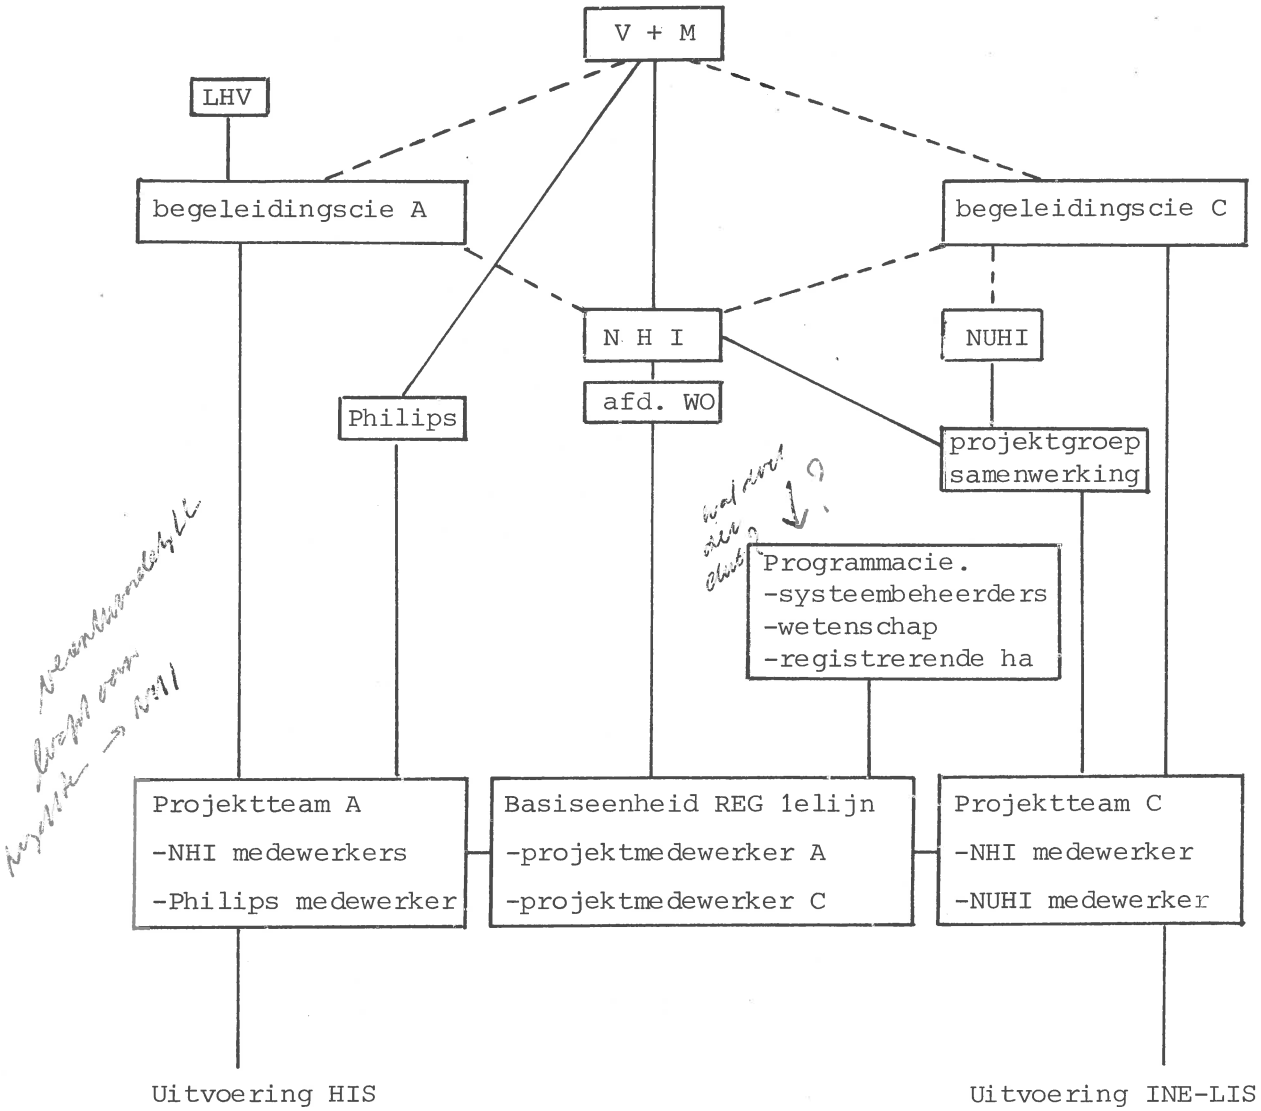 V + M
LHV
begeleidingscie A
begeleidingscie C
N H I
NUHI
afd. WO
Philips
projektgroep
samenwerking
?
Programmacie.
-systeembeheerders
-wetenschap
-registrerende ha
van
→
Projektteam A
-NHI medewerkers
-Philips medewerker
Basiseenheid REG 1elijn
-projektmedewerker A
-projektmedewerker C
Projektteam C
-NHI medewerker
-NUHI medewerker
Uitvoering HIS
Uitvoering INE-LIS